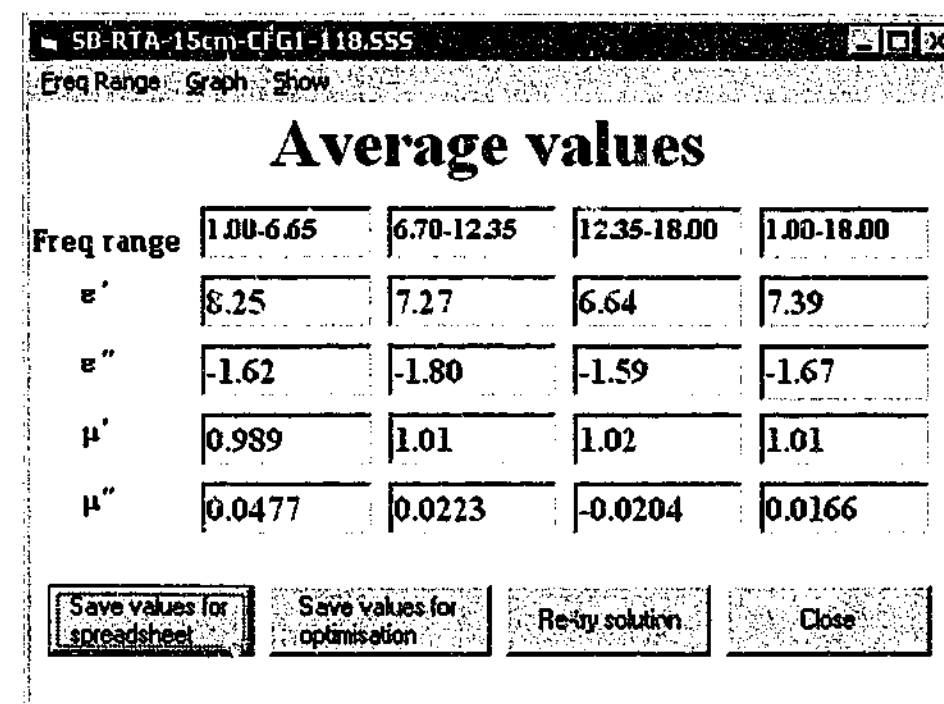 SB-RTA-15cm-CFG1-118.SSS
Freq Range Graph Show
Average values
Freq range 1.00-6.65 6.70-12.35 12.35-18.00 1.00-18.00
ε′ 8.25 7.27 6.64 7.39
ε″ -1.62 -1.80 -1.59 -1.67
μ′ 0.989 1.01 1.02 1.01
μ″ 0.0477 0.0223 -0.0204 0.0166
Save values for spreadsheet
Save values for optimisation
Re-try solution
Close